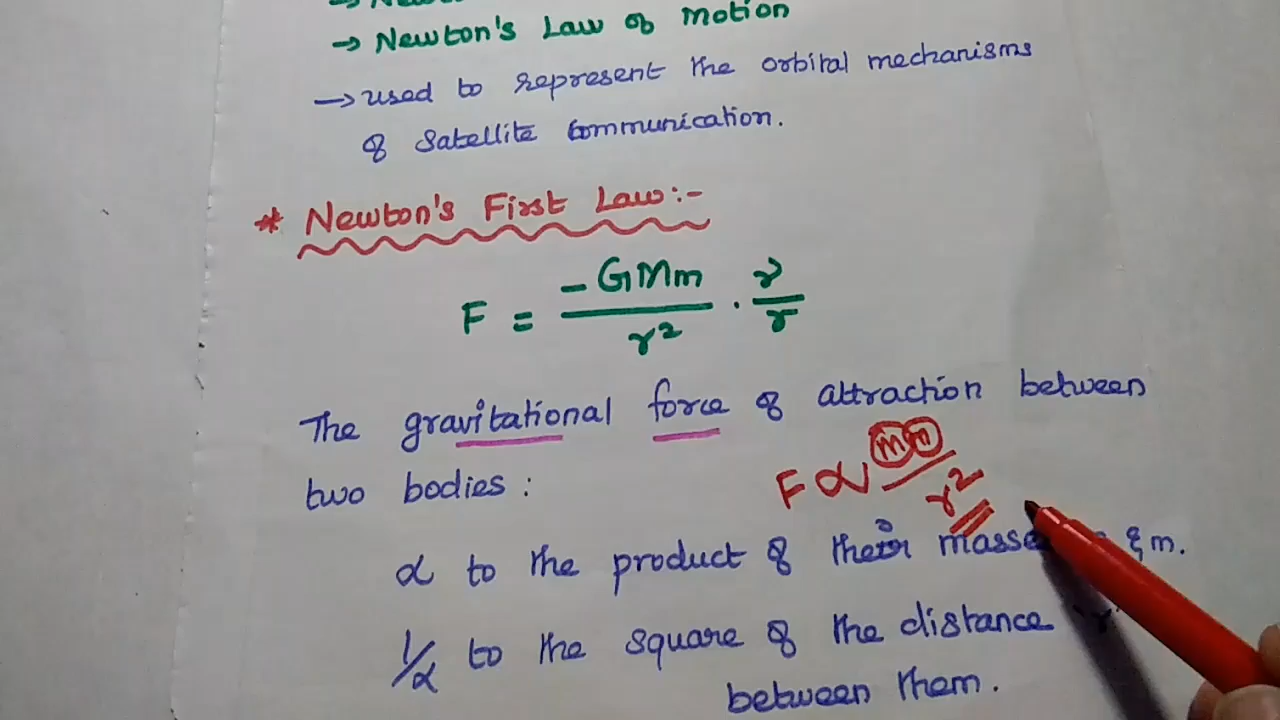 → Newton's Law of Motion
→ used to represent the orbital mechanisms
of Satellite Communication.
* Newton's First Law:-
F = -GMm/r² . r/r
The gravitational force of attraction between
two bodies :
F ∝ mm/r²
∝ to the product of their & m.
1/∝ to the square of the distance 'r'
between them.